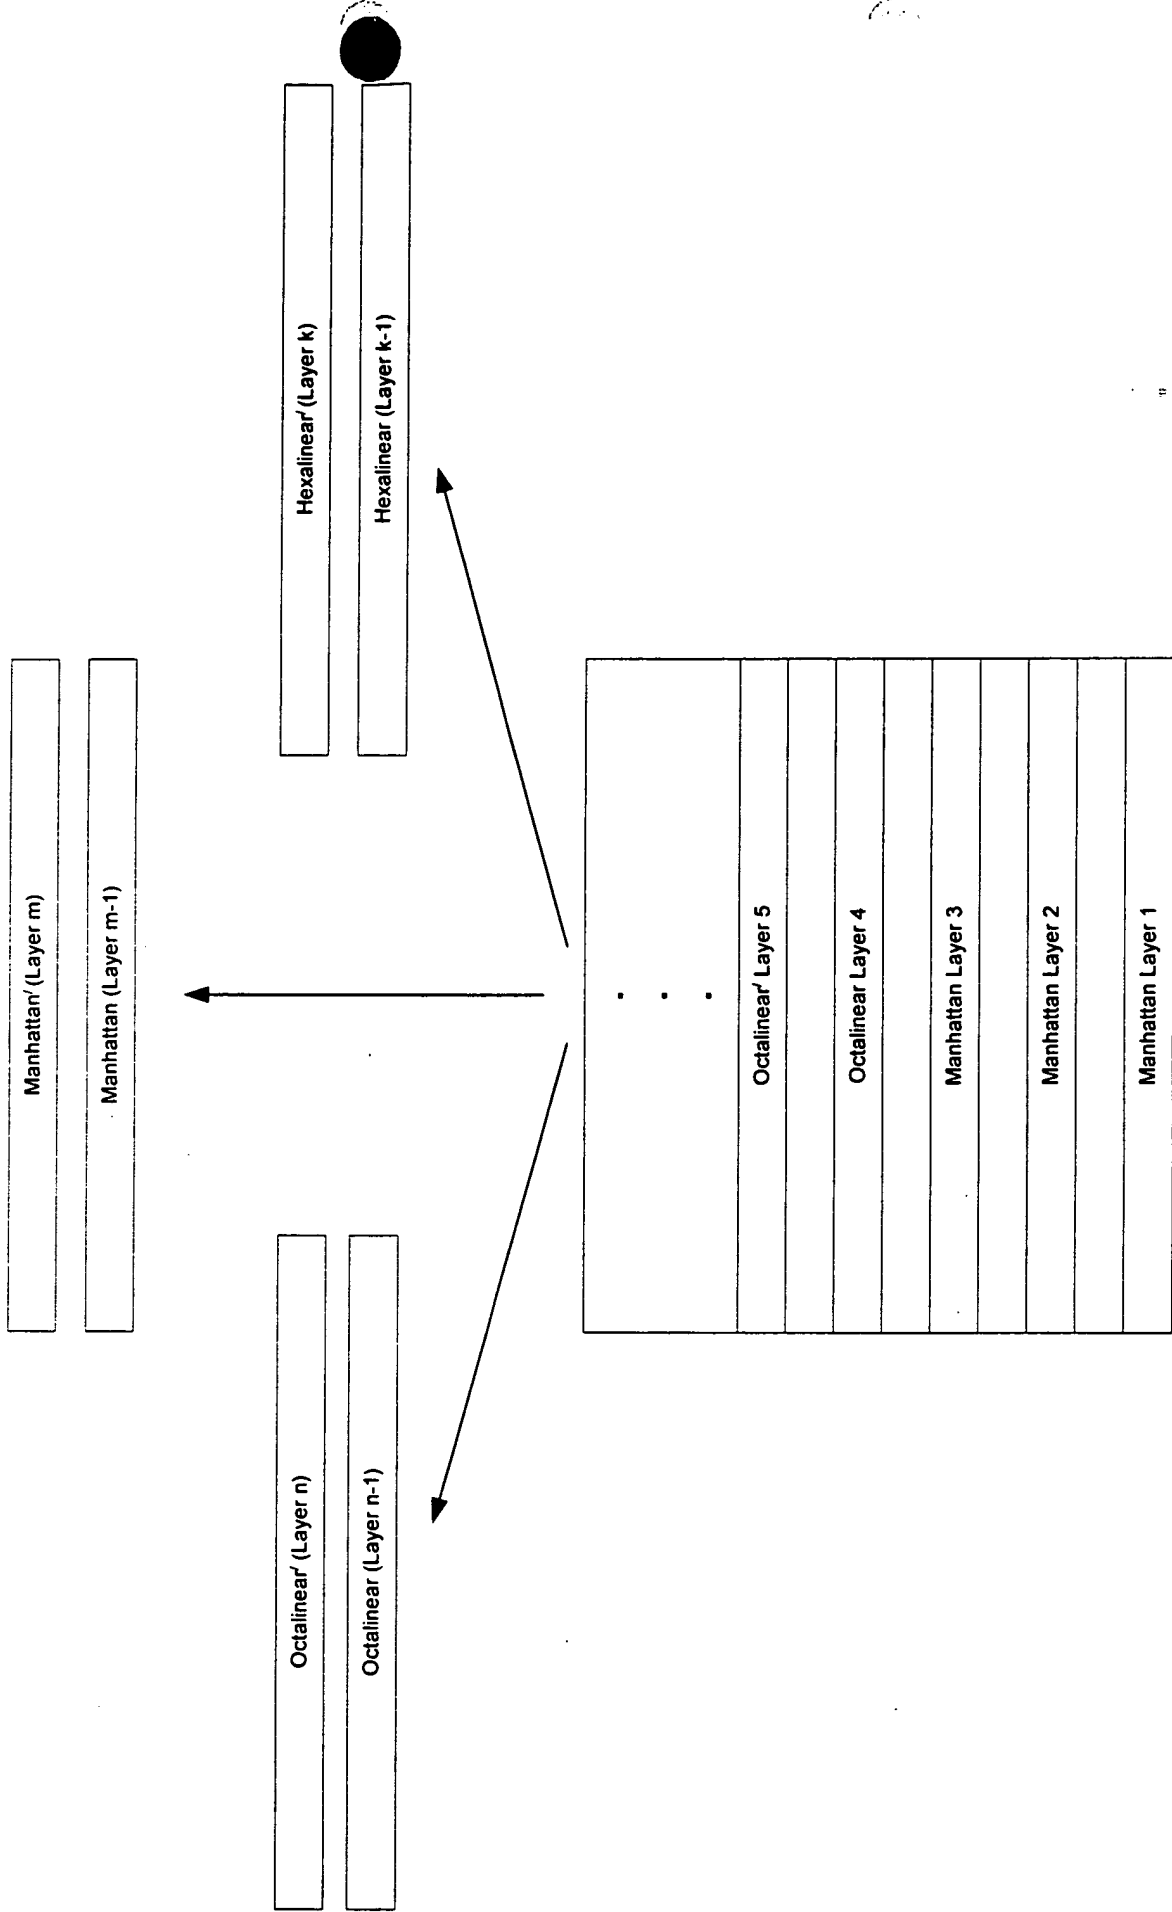 Manhattan' (Layer m)
Manhattan (Layer m-1)
Octalinear' (Layer n)
Octalinear (Layer n-1)
Hexalinear' (Layer k)
Hexalinear (Layer k-1)
Octalinear' Layer 5
Octalinear Layer 4
Manhattan Layer 3
Manhattan Layer 2
Manhattan Layer 1